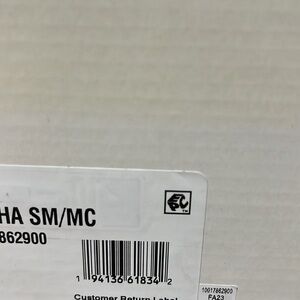 HA SM/MC
862900
1 94136 61834 2
Customer Return Label
10017862900
FA23